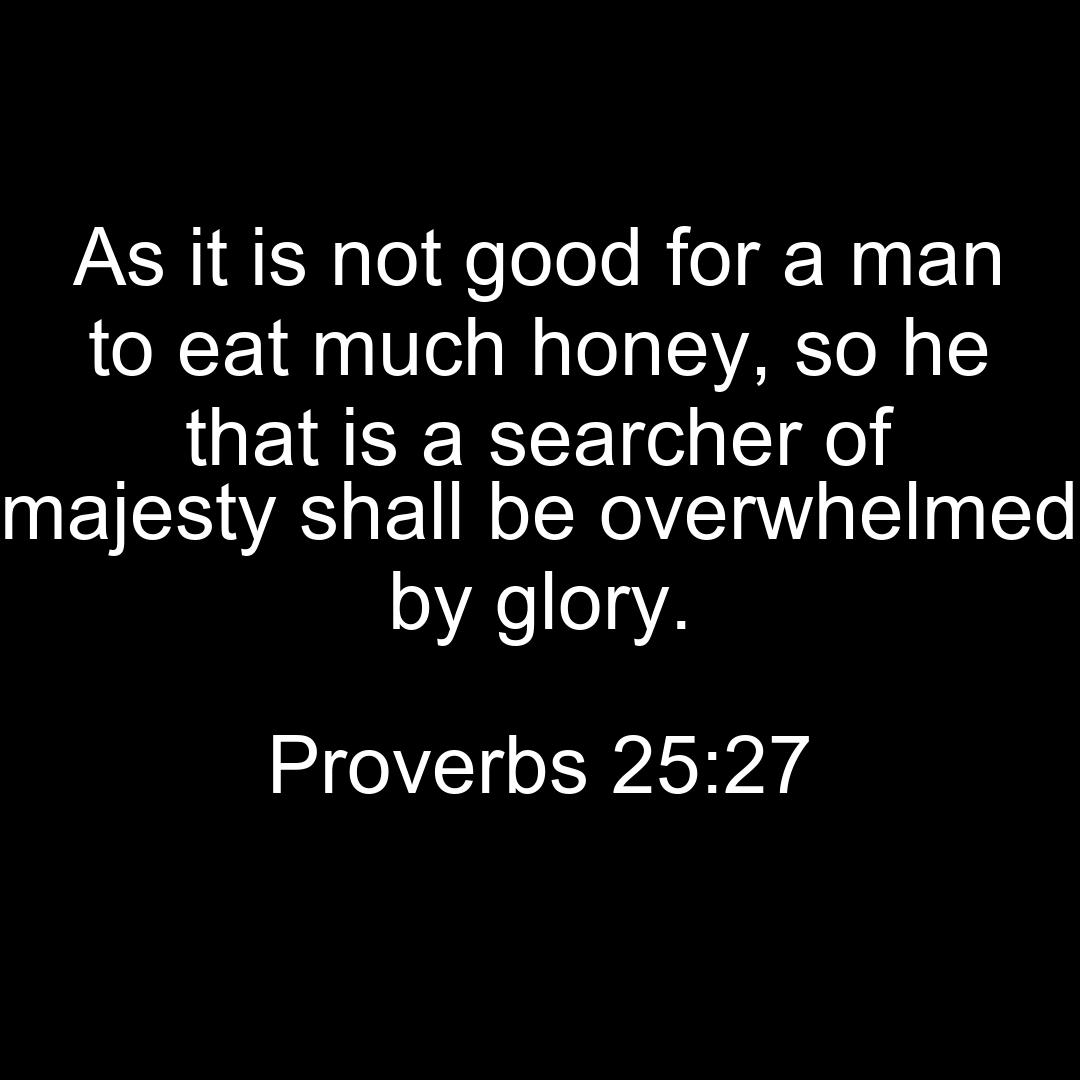 As it is not good for a man
to eat much honey, so he
that is a searcher of
majesty shall be overwhelmed
by glory.
Proverbs 25:27